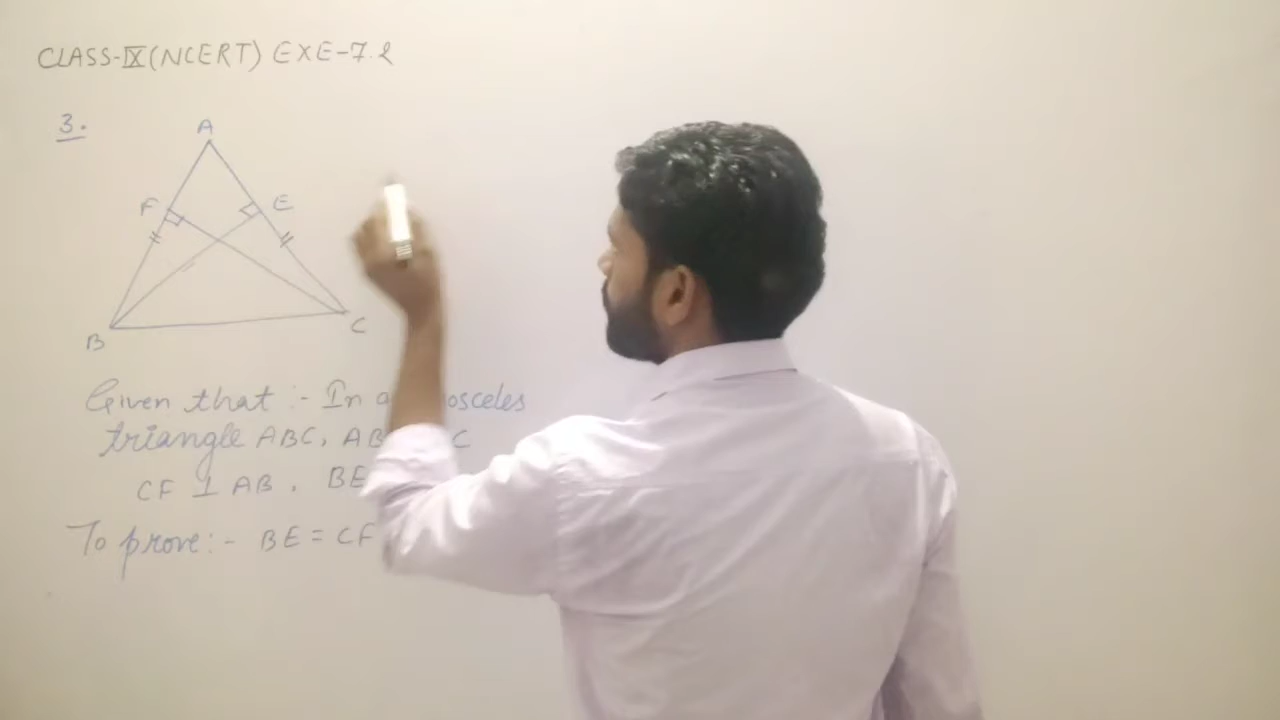 CLASS-IX(NCERT) EXE-7.2
3.
A
F
E
B
C
Given that :- In a
triangle ABC, AB C
CF ⊥ AB . BE
To prove:- BE = CF